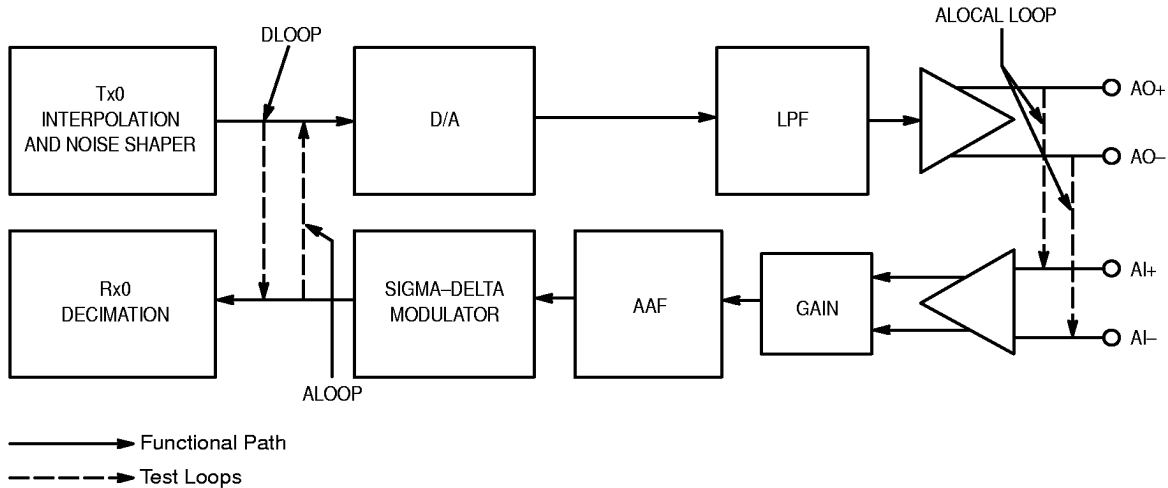 ALOCAL LOOP
DLOOP
Tx0
INTERPOLATION
AND NOISE SHAPER
D/A
LPF
AO+
AO–
Rx0
DECIMATION
SIGMA–DELTA
MODULATOR
AAF
GAIN
AI+
AI–
ALOOP
Functional Path
Test Loops